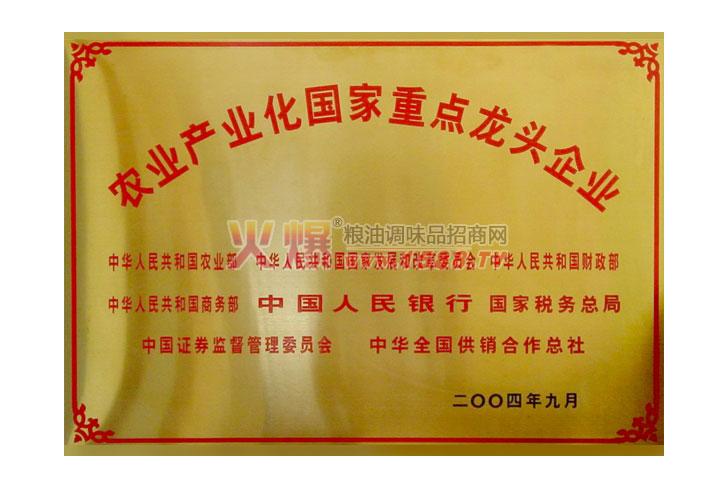 农业产业化国家重点龙头企业
火爆®粮油调味品招商网
中华人民共和国农业部 中华人民共和国国家发展和改革委员会 中华人民共和国财政部
中华人民共和国商务部 中国人民银行 国家税务总局
中国证券监督管理委员会 中华全国供销合作总社
二〇〇四年九月